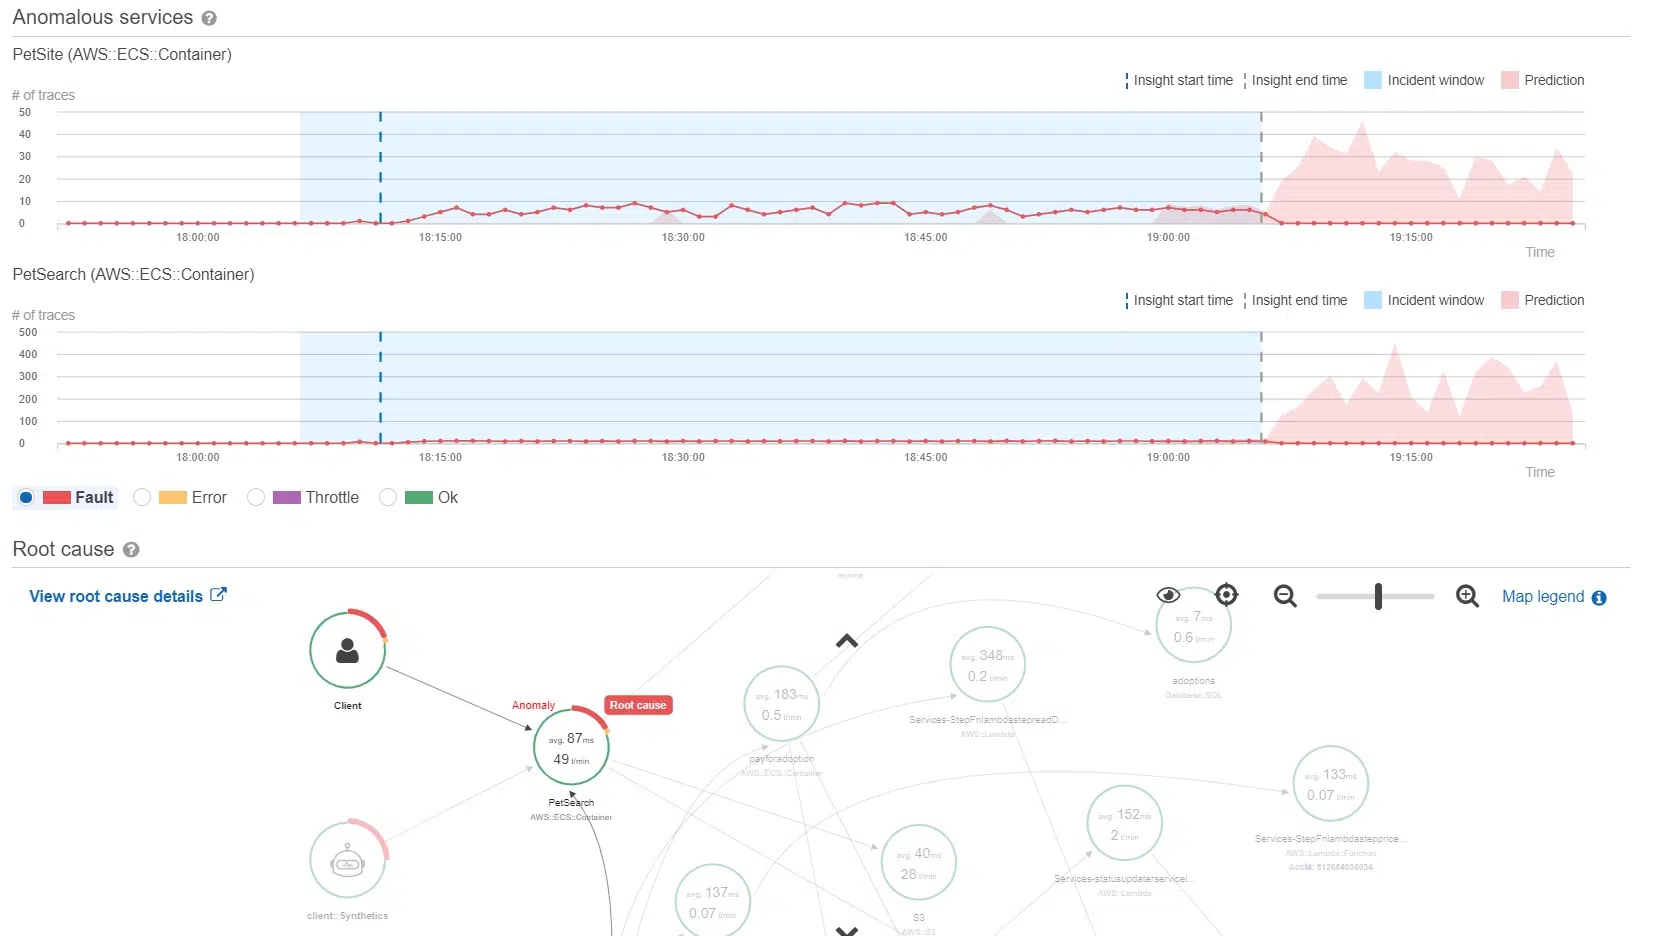 Anomalous services
PetSite (AWS::ECS::Container)
Insight start time Insight end time Incident window Prediction
# of traces
50
40
30
20
10
0
18:00:00 18:15:00 18:30:00 18:45:00 19:00:00 19:15:00
Time
PetSearch (AWS::ECS::Container)
Insight start time Insight end time Incident window Prediction
# of traces
500
400
300
200
100
0
18:00:00 18:15:00 18:30:00 18:45:00 19:00:00 19:15:00
Time
Fault Error Throttle Ok
Root cause
View root cause details
Map legend
Client
Anomaly
Root cause
avg. 87ms
49 t/min
PetSearch
AWS::ECS::Container
client::Synthetics
avg. 183ms
0.5 t/min
payforadoption
AWS::ECS::Container
avg. 348ms
0.2 t/min
Services-StepFnlambdastepreadD...
AWS::Lambda
avg. 7ms
0.6 t/min
adoptions
Database::SQL
avg. 133ms
0.07 t/min
Services-StepFnlambdastepprice...
AWS::Lambda::Function
avg. 152ms
2 t/min
Services-statusupdaterservicel...
AWS::Lambda
avg. 40ms
28 t/min
S3
AWS::S3
avg. 137ms
0.07 t/min